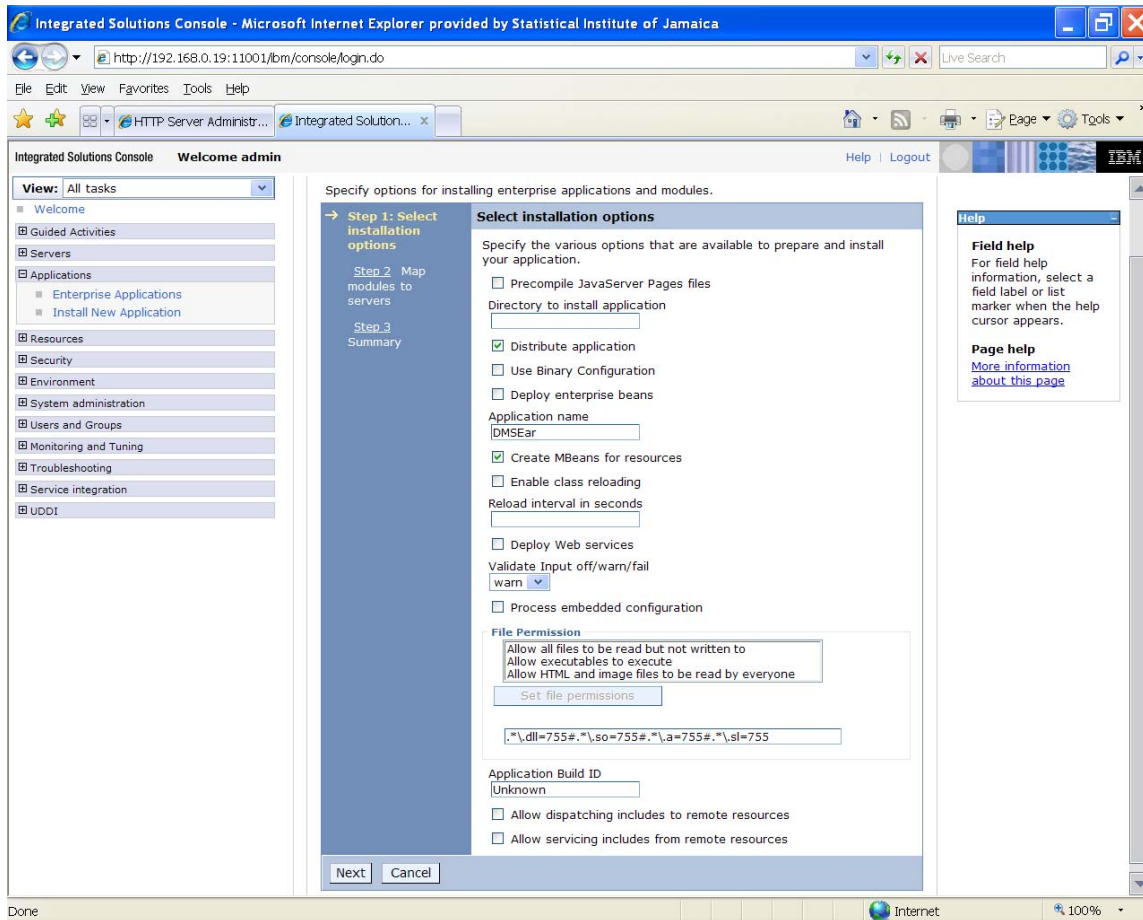 Integrated Solutions Console - Microsoft Internet Explorer provided by Statistical Institute of Jamaica
http://192.168.0.19:11001/ibm/console/login.do
Live Search
File Edit View Favorites Tools Help
HTTP Server Administr...
Integrated Solution...
Page
Tools
Integrated Solutions Console Welcome admin
Help | Logout
IBM
View: All tasks
Welcome
Guided Activities
Servers
Applications
Enterprise Applications
Install New Application
Resources
Security
Environment
System administration
Users and Groups
Monitoring and Tuning
Troubleshooting
Service integration
UDDI
Specify options for installing enterprise applications and modules.
Step 1: Select
installation
options
Step 2 Map
modules to
servers
Step 3
Summary
Select installation options
Specify the various options that are available to prepare and install
your application.
Precompile JavaServer Pages files
Directory to install application
Distribute application
Use Binary Configuration
Deploy enterprise beans
Application name
DMSEar
Create MBeans for resources
Enable class reloading
Reload interval in seconds
Deploy Web services
Validate Input off/warn/fail
warn
Process embedded configuration
File Permission
Allow all files to be read but not written to
Allow executables to execute
Allow HTML and image files to be read by everyone
Set file permissions
.*\.dll=755#.*\.so=755#.*\.a=755#.*\.sl=755
Application Build ID
Unknown
Allow dispatching includes to remote resources
Allow servicing includes from remote resources
Next Cancel
Help
Field help
For field help
information, select a
field label or list
marker when the help
cursor appears.
Page help
More information
about this page
Done
Internet
100%